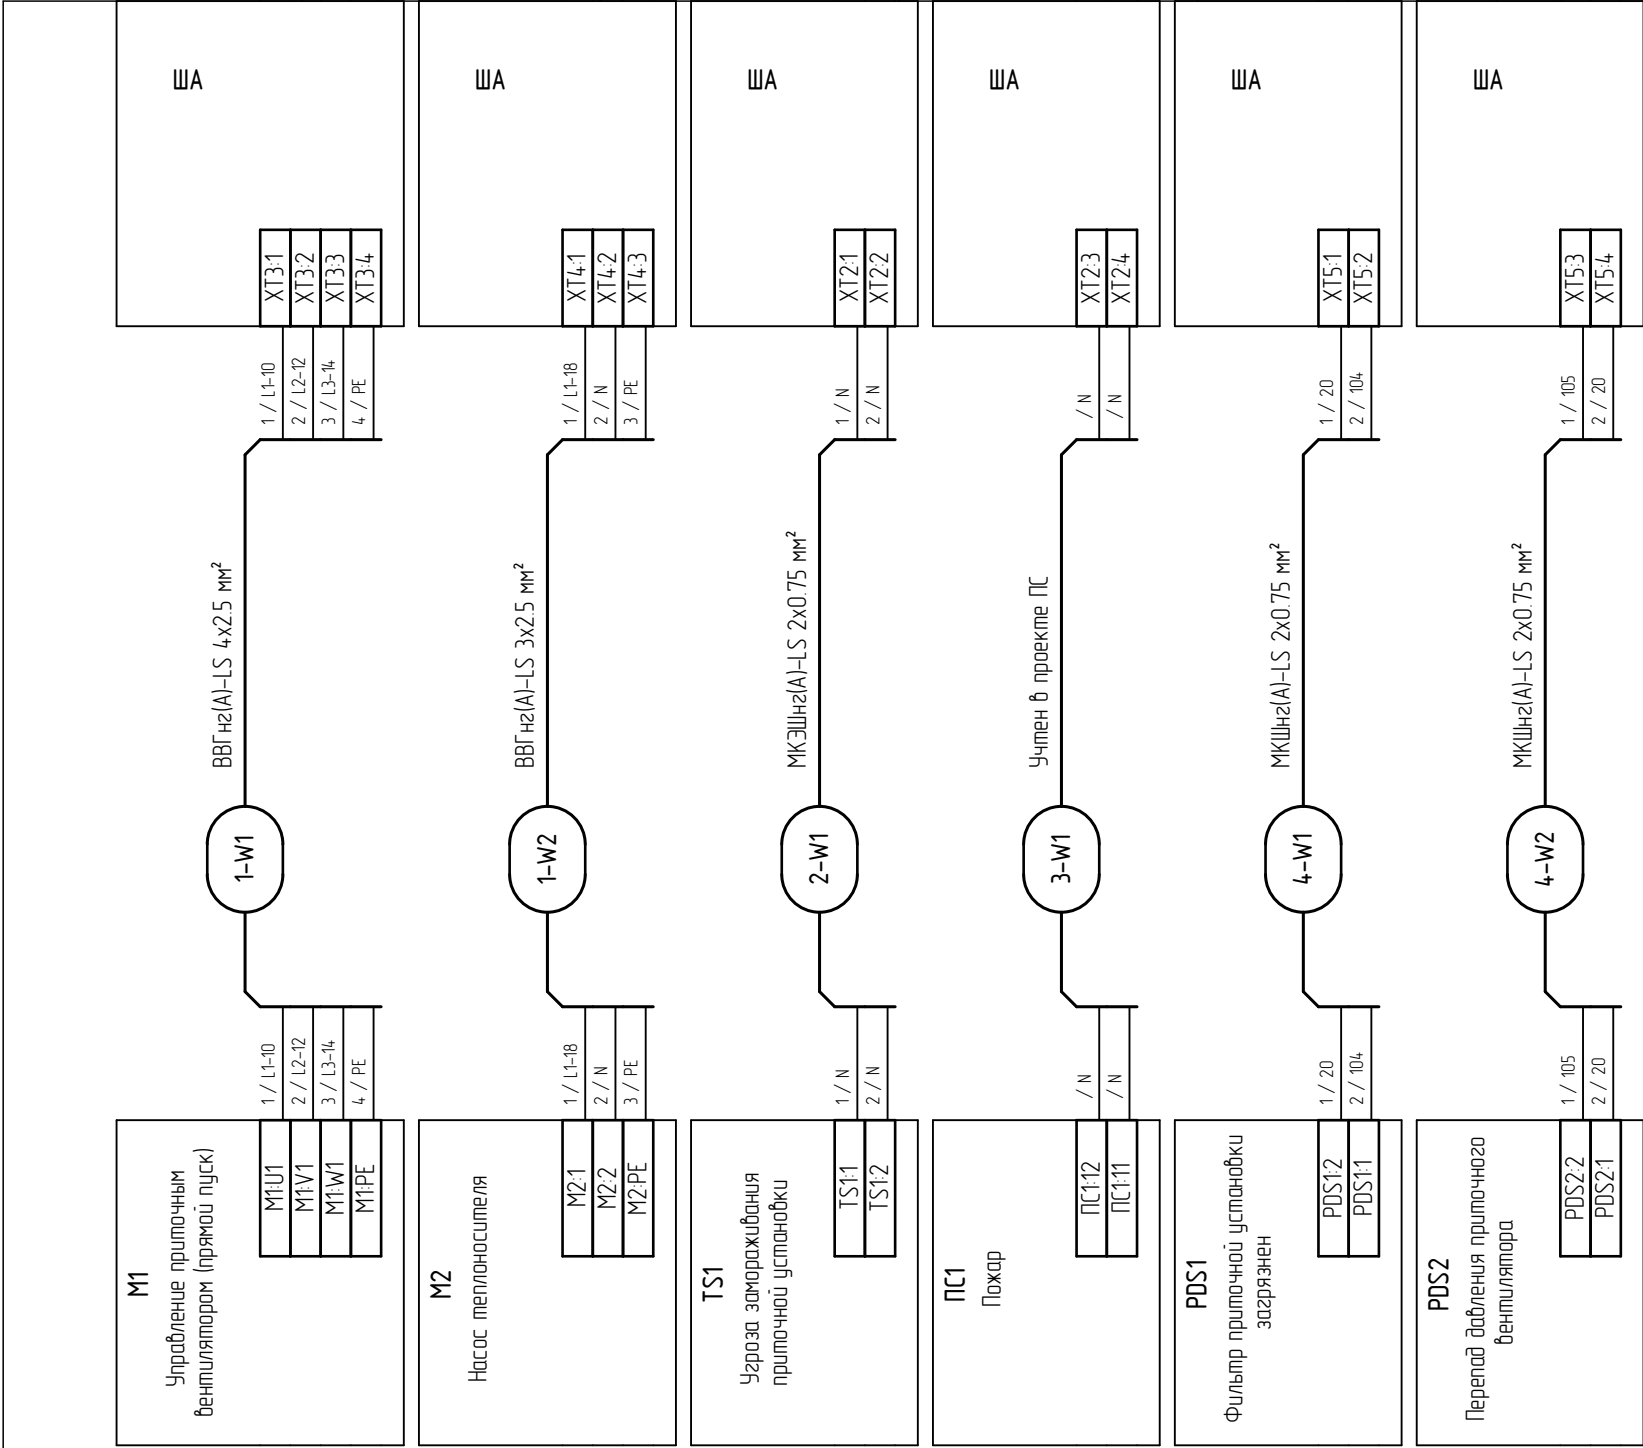 М1
Управление приточным
вентилятором (прямой пуск)
M1:U1
M1:V1
M1:W1
M1:PE
1 / L1-10
2 / L2-12
3 / L3-14
4 / PE
1-W1
ВВГнг(А)-LS 4x2.5 мм²
1 / L1-10
2 / L2-12
3 / L3-14
4 / PE
XT3:1
XT3:2
XT3:3
XT3:4
ША
М2
Насос теплоносителя
M2:1
M2:2
M2:PE
1 / L1-18
2 / N
3 / PE
1-W2
ВВГнг(А)-LS 3x2.5 мм²
1 / L1-18
2 / N
3 / PE
XT4:1
XT4:2
XT4:3
ША
TS1
Угроза замораживания
приточной установки
TS1:1
TS1:2
1 / N
2 / N
2-W1
МКЭШнг(А)-LS 2x0.75 мм²
1 / N
2 / N
XT2:1
XT2:2
ША
ПС1
Пожар
ПС1:12
ПС1:11
/ N
/ N
3-W1
Учтен в проекте ПС
/ N
/ N
XT2:3
XT2:4
ША
PDS1
Фильтр приточной установки
загрязнен
PDS1:2
PDS1:1
1 / 20
2 / 104
4-W1
МКШнг(А)-LS 2x0.75 мм²
1 / 20
2 / 104
XT5:1
XT5:2
ША
PDS2
Перепад давления приточного
вентилятора
PDS2:2
PDS2:1
1 / 105
2 / 20
4-W2
МКШнг(А)-LS 2x0.75 мм²
1 / 105
2 / 20
XT5:3
XT5:4
ША